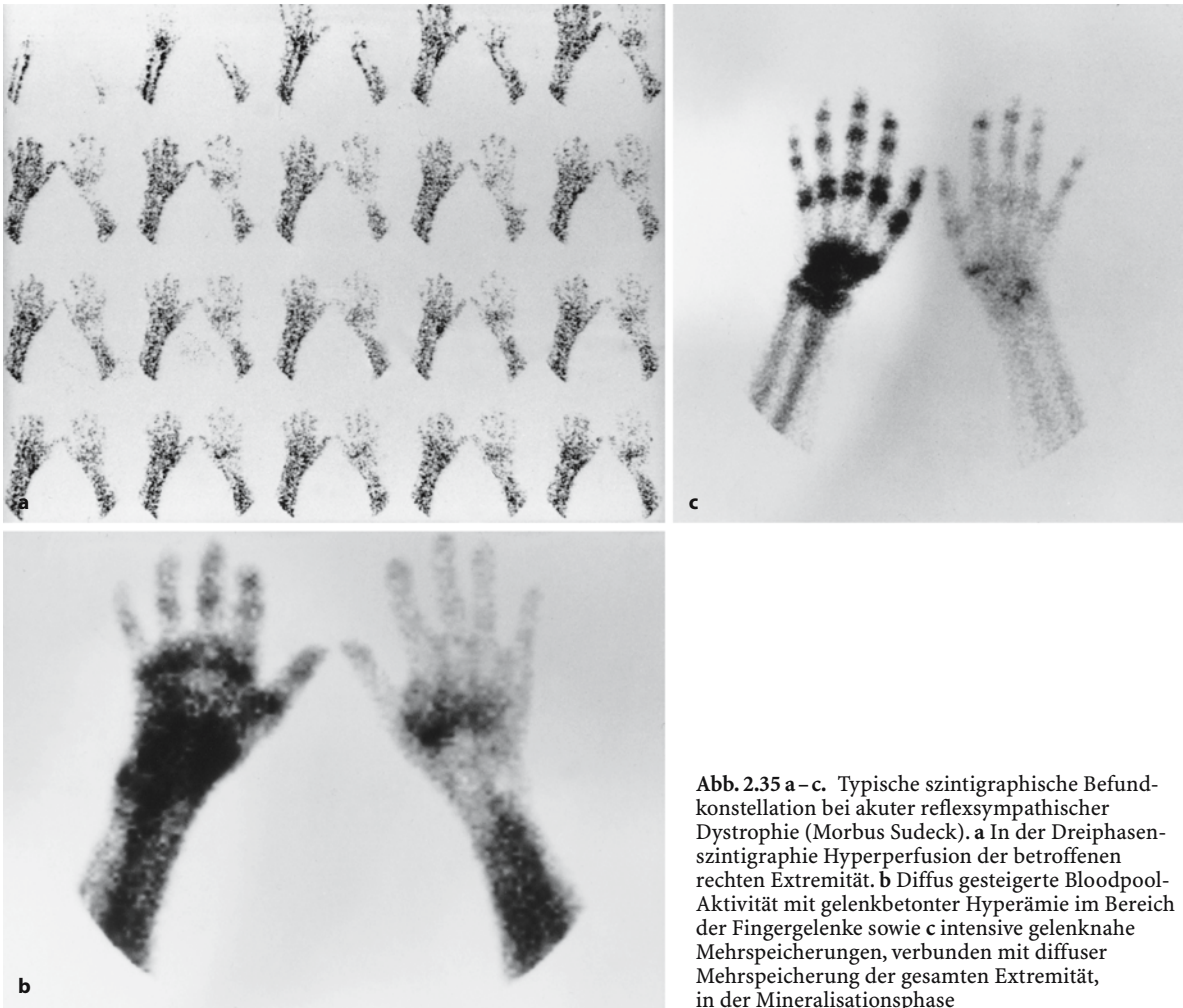 a
c
b
Abb. 2.35 a–c. Typische szintigraphische Befund-
konstellation bei akuter reflexsympathischer
Dystrophie (Morbus Sudeck). a In der Dreiphasen-
szintigraphie Hyperperfusion der betroffenen
rechten Extremität. b Diffus gesteigerte Bloodpool-
Aktivität mit gelenkbetonter Hyperämie im Bereich
der Fingergelenke sowie c intensive gelenknahe
Mehrspeicherungen, verbunden mit diffuser
Mehrspeicherung der gesamten Extremität,
in der Mineralisationsphase